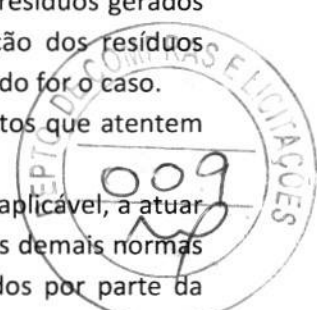 resíduos gerados
ção dos resíduos
do for o caso.
tos que atentem
aplicável, a atuar
s demais normas
dos por parte da
DEPTO DE COMPRAS E LICITAÇÕES
009